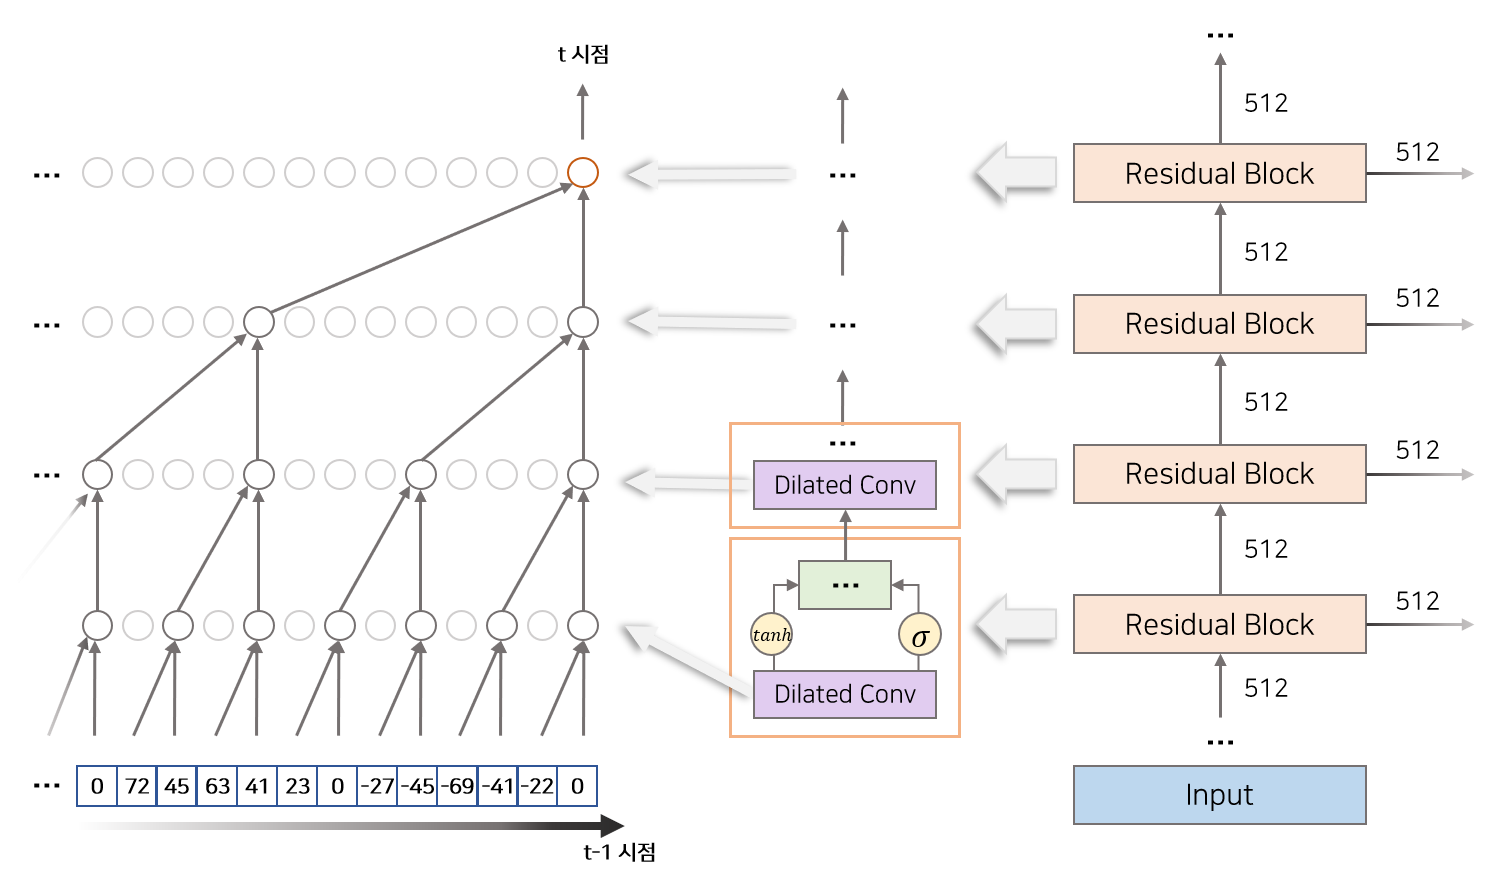 ...
t 시점
512
... ... Residual Block 512
512
... ... Residual Block 512
512
...
... Dilated Conv Residual Block 512
512
...
tanh σ Residual Block 512
Dilated Conv
512
...
... 0 72 45 63 41 23 0 -27 -45 -69 -41 -22 0 Input
t-1 시점